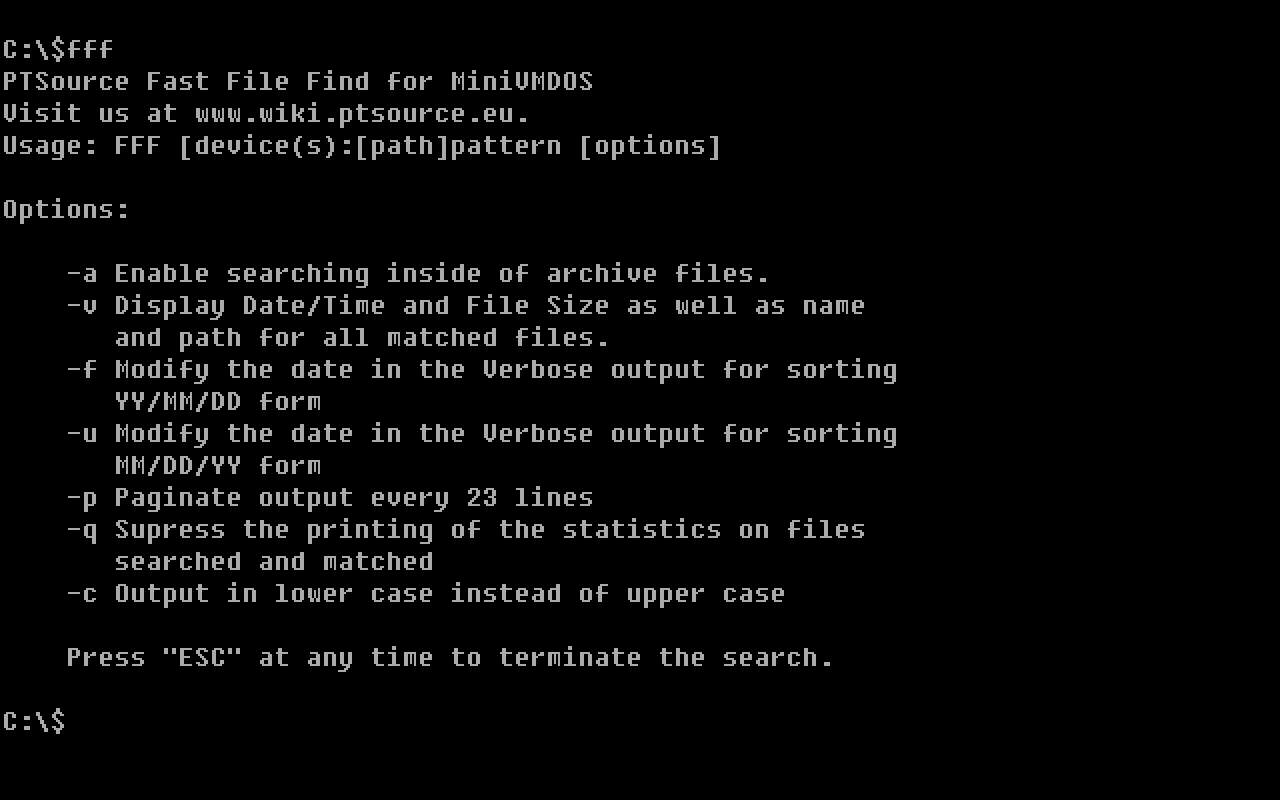 C:\$fff
PTSource Fast File Find for MiniVMDOS
Visit us at www.wiki.ptsource.eu.
Usage: FFF [device(s):[path]pattern [options]

Options:

    -a Enable searching inside of archive files.
    -v Display Date/Time and File Size as well as name
       and path for all matched files.
    -f Modify the date in the Verbose output for sorting
       YY/MM/DD form
    -u Modify the date in the Verbose output for sorting
       MM/DD/YY form
    -p Paginate output every 23 lines
    -q Supress the printing of the statistics on files
       searched and matched
    -c Output in lower case instead of upper case

    Press "ESC" at any time to terminate the search.

C:\$